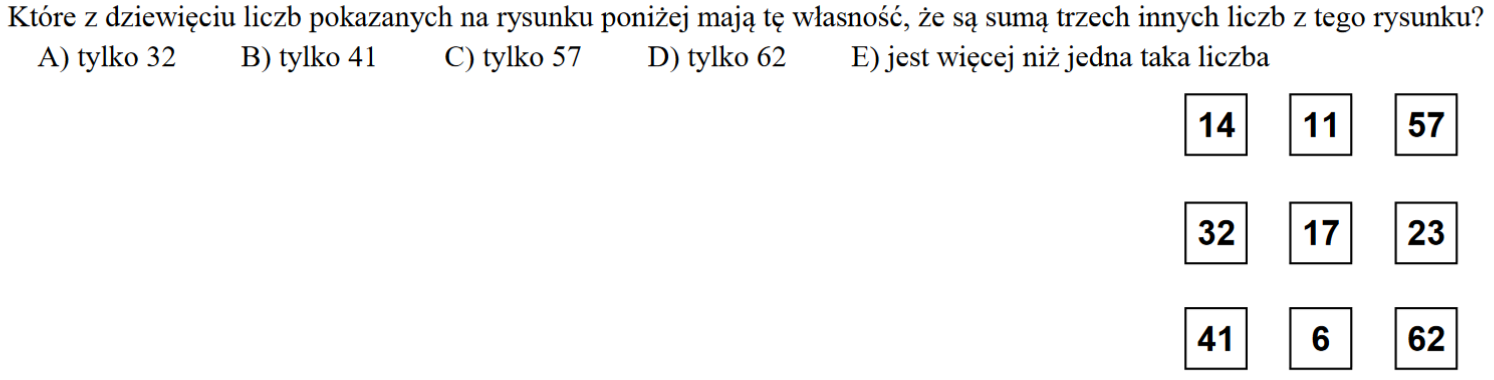 Które z dziewięciu liczb pokazanych na rysunku poniżej mają tę własność, że są sumą trzech innych liczb z tego rysunku?
A) tylko 32 B) tylko 41 C) tylko 57 D) tylko 62 E) jest więcej niż jedna taka liczba
14 11 57
32 17 23
41 6 62